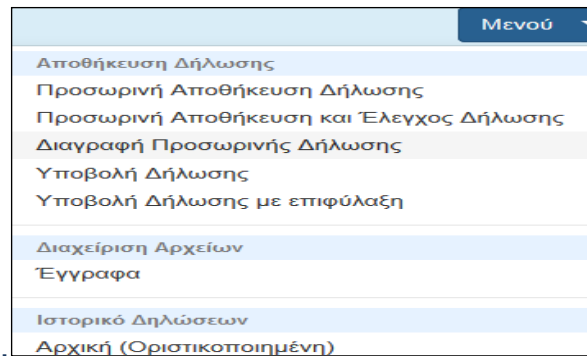 Μενού
Αποθήκευση Δήλωσης
Προσωρινή Αποθήκευση Δήλωσης
Προσωρινή Αποθήκευση και Έλεγχος Δήλωσης
Διαγραφή Προσωρινής Δήλωσης
Υποβολή Δήλωσης
Υποβολή Δήλωσης με επιφύλαξη
Διαχείριση Αρχείων
Έγγραφα
Ιστορικό Δηλώσεων
Αρχική (Οριστικοποιημένη)